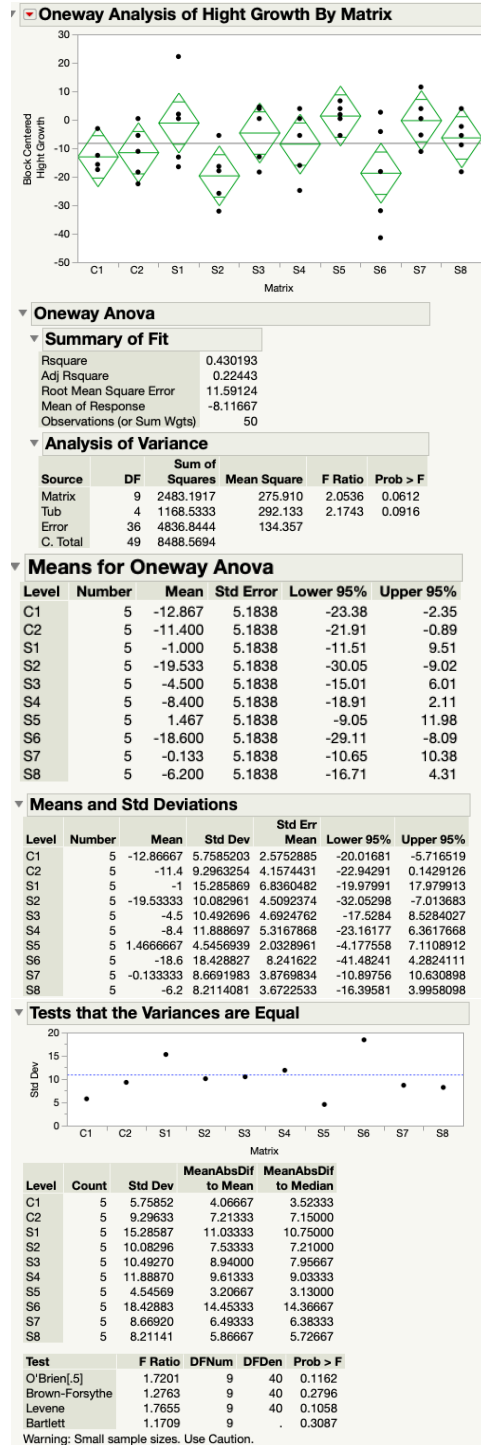 Oneway Analysis of Hight Growth By Matrix
30
20
10
0
-10
-20
-30
-40
-50
Block Centered
Hight Growth
C1 C2 S1 S2 S3 S4 S5 S6 S7 S8
Matrix
Oneway Anova
Summary of Fit
Rsquare 0.430193
Adj Rsquare 0.22443
Root Mean Square Error 11.59124
Mean of Response -8.11667
Observations (or Sum Wgts) 50
Analysis of Variance
Sum of
Source DF Squares Mean Square F Ratio Prob > F
Matrix 9 2483.1917 275.910 2.0536 0.0612
Tub 4 1168.5333 292.133 2.1743 0.0916
Error 36 4836.8444 134.357
C. Total 49 8488.5694
Means for Oneway Anova
Level Number Mean Std Error Lower 95% Upper 95%
C1 5 -12.867 5.1838 -23.38 -2.35
C2 5 -11.400 5.1838 -21.91 -0.89
S1 5 -1.000 5.1838 -11.51 9.51
S2 5 -19.533 5.1838 -30.05 -9.02
S3 5 -4.500 5.1838 -15.01 6.01
S4 5 -8.400 5.1838 -18.91 2.11
S5 5 1.467 5.1838 -9.05 11.98
S6 5 -18.600 5.1838 -29.11 -8.09
S7 5 -0.133 5.1838 -10.65 10.38
S8 5 -6.200 5.1838 -16.71 4.31
Means and Std Deviations
Std Err
Level Number Mean Std Dev Mean Lower 95% Upper 95%
C1 5 -12.86667 5.7585203 2.5752885 -20.01681 -5.716519
C2 5 -11.4 9.2963254 4.1574431 -22.94291 0.1429126
S1 5 -1 15.285869 6.8360482 -19.97991 17.979913
S2 5 -19.53333 10.082961 4.5092374 -32.05298 -7.013683
S3 5 -4.5 10.492696 4.6924762 -17.5284 8.5284027
S4 5 -8.4 11.888697 5.3167868 -23.16177 6.3617668
S5 5 1.4666667 4.5456939 2.0328961 -4.177558 7.1108912
S6 5 -18.6 18.428827 8.241622 -41.48241 4.2824111
S7 5 -0.133333 8.6691983 3.8769834 -10.89756 10.630898
S8 5 -6.2 8.2114081 3.6722533 -16.39581 3.9958098
Tests that the Variances are Equal
20
15
10
5
0
Std Dev
C1 C2 S1 S2 S3 S4 S5 S6 S7 S8
Matrix
MeanAbsDif MeanAbsDif
Level Count Std Dev to Mean to Median
C1 5 5.75852 4.06667 3.52333
C2 5 9.29633 7.21333 7.15000
S1 5 15.28587 11.03333 10.75000
S2 5 10.08296 7.53333 7.21000
S3 5 10.49270 8.94000 7.95667
S4 5 11.88870 9.61333 9.03333
S5 5 4.54569 3.20667 3.13000
S6 5 18.42883 14.45333 14.36667
S7 5 8.66920 6.49333 6.38333
S8 5 8.21141 5.86667 5.72667
Test F Ratio DFNum DFDen Prob > F
O'Brien[.5] 1.7201 9 40 0.1162
Brown-Forsythe 1.2763 9 40 0.2796
Levene 1.7655 9 40 0.1058
Bartlett 1.1709 9 . 0.3087
Warning: Small sample sizes. Use Caution.